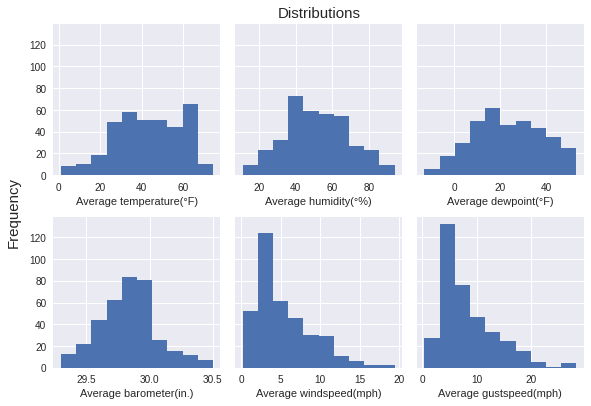 Distributions
Frequency
0 20 40 60 80 100 120
0 20 40 60
Average temperature(°F)
20 40 60 80
Average humidity(°%)
0 20 40
Average dewpoint(°F)
0 20 40 60 80 100 120
29.5 30.0 30.5
Average barometer(in.)
0 5 10 15 20
Average windspeed(mph)
0 10 20
Average gustspeed(mph)